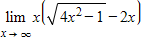 lim x(√(4x²−1) −2x)
x→ ∞